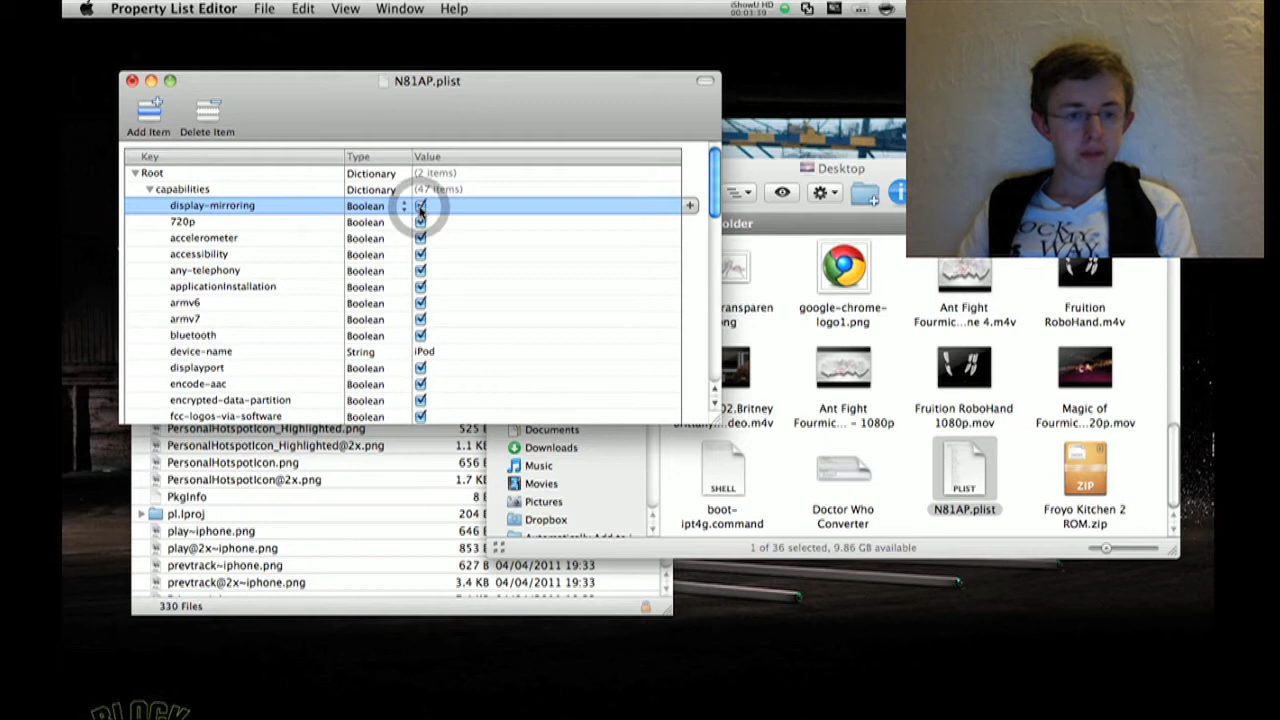 Property List Editor File Edit View Window Help
iShowU HD
00:01:39
N81AP.plist
Add Item Delete Item
Key Type Value
Root Dictionary (2 items)
capabilities Dictionary (47 items)
display-mirroring Boolean
720p Boolean
accelerometer Boolean
accessibility Boolean
any-telephony Boolean
applicationInstallation Boolean
armv6 Boolean
armv7 Boolean
bluetooth Boolean
device-name String iPod
displayport Boolean
encode-aac Boolean
encrypted-data-partition Boolean
fcc-logos-via-software Boolean
Desktop
google-chrome-
logo1.png
Ant Fight
Fourmic...ne 4.m4v
Fruition
RoboHand.m4v
Ant Fight
Fourmic... – 1080p
Fruition RoboHand
1080p.mov
Magic of
Fourmic...20p.mov
SHELL
boot-
ipt4g.command
Doctor Who
Converter
PLIST
N81AP.plist
ZIP
Froyo Kitchen 2
ROM.zip
1 of 36 selected, 9.86 GB available
Documents
Downloads
Music
Movies
Pictures
Dropbox
PersonalHotspotIcon_Highlighted.png 525
PersonalHotspotIcon_Highlighted@2x.png 1.1 K
PersonalHotspotIcon.png 656
PersonalHotspotIcon@2x.png 1.7 K
PkgInfo 8
pl.lproj 204
play~iphone.png 531
play@2x~iphone.png 853
prevtrack~iphone.png 627 B 04/04/2011 19:33
prevtrack@2x~iphone.png 3.4 KB 04/04/2011 19:33
330 Files
BLOCK